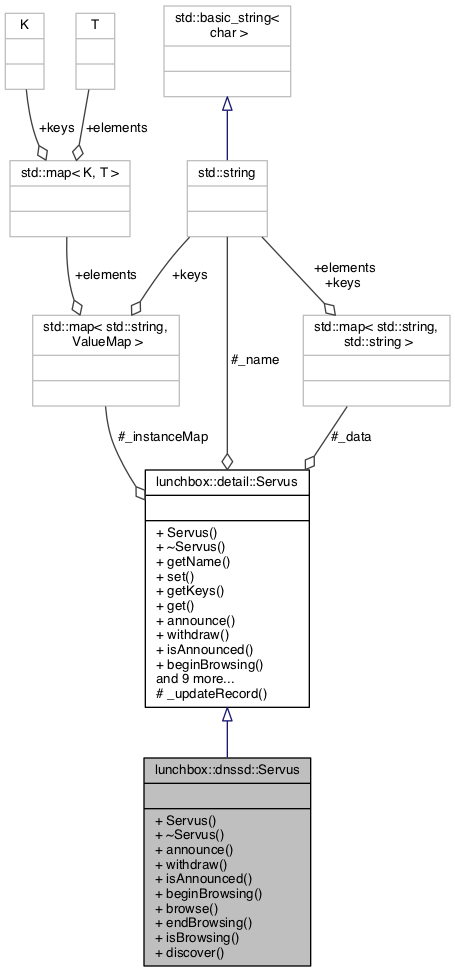 K
T
std::basic_string<
char >
+keys
+elements
std::map< K, T >
std::string
+elements
+keys
+elements
+keys
std::map< std::string,
ValueMap >
#_name
std::map< std::string,
std::string >
#_instanceMap
#_data
lunchbox::detail::Servus
+ Servus()
+ ~Servus()
+ getName()
+ set()
+ getKeys()
+ get()
+ announce()
+ withdraw()
+ isAnnounced()
+ beginBrowsing()
and 9 more...
# _updateRecord()
lunchbox::dnssd::Servus
+ Servus()
+ ~Servus()
+ announce()
+ withdraw()
+ isAnnounced()
+ beginBrowsing()
+ browse()
+ endBrowsing()
+ isBrowsing()
+ discover()